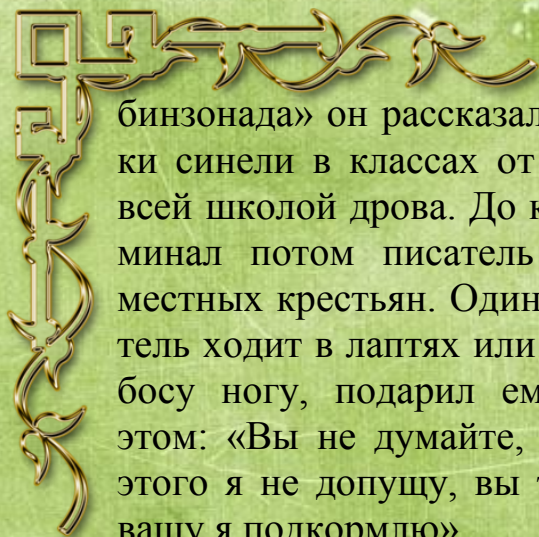 бинзонада» он рассказал
ки синели в классах от
всей школой дрова. До к
минал потом писатель
местных крестьян. Один
тель ходит в лаптях или
босу ногу, подарил ем
этом: «Вы не думайте,
этого я не допущу, вы т
вашу я подкормлю»